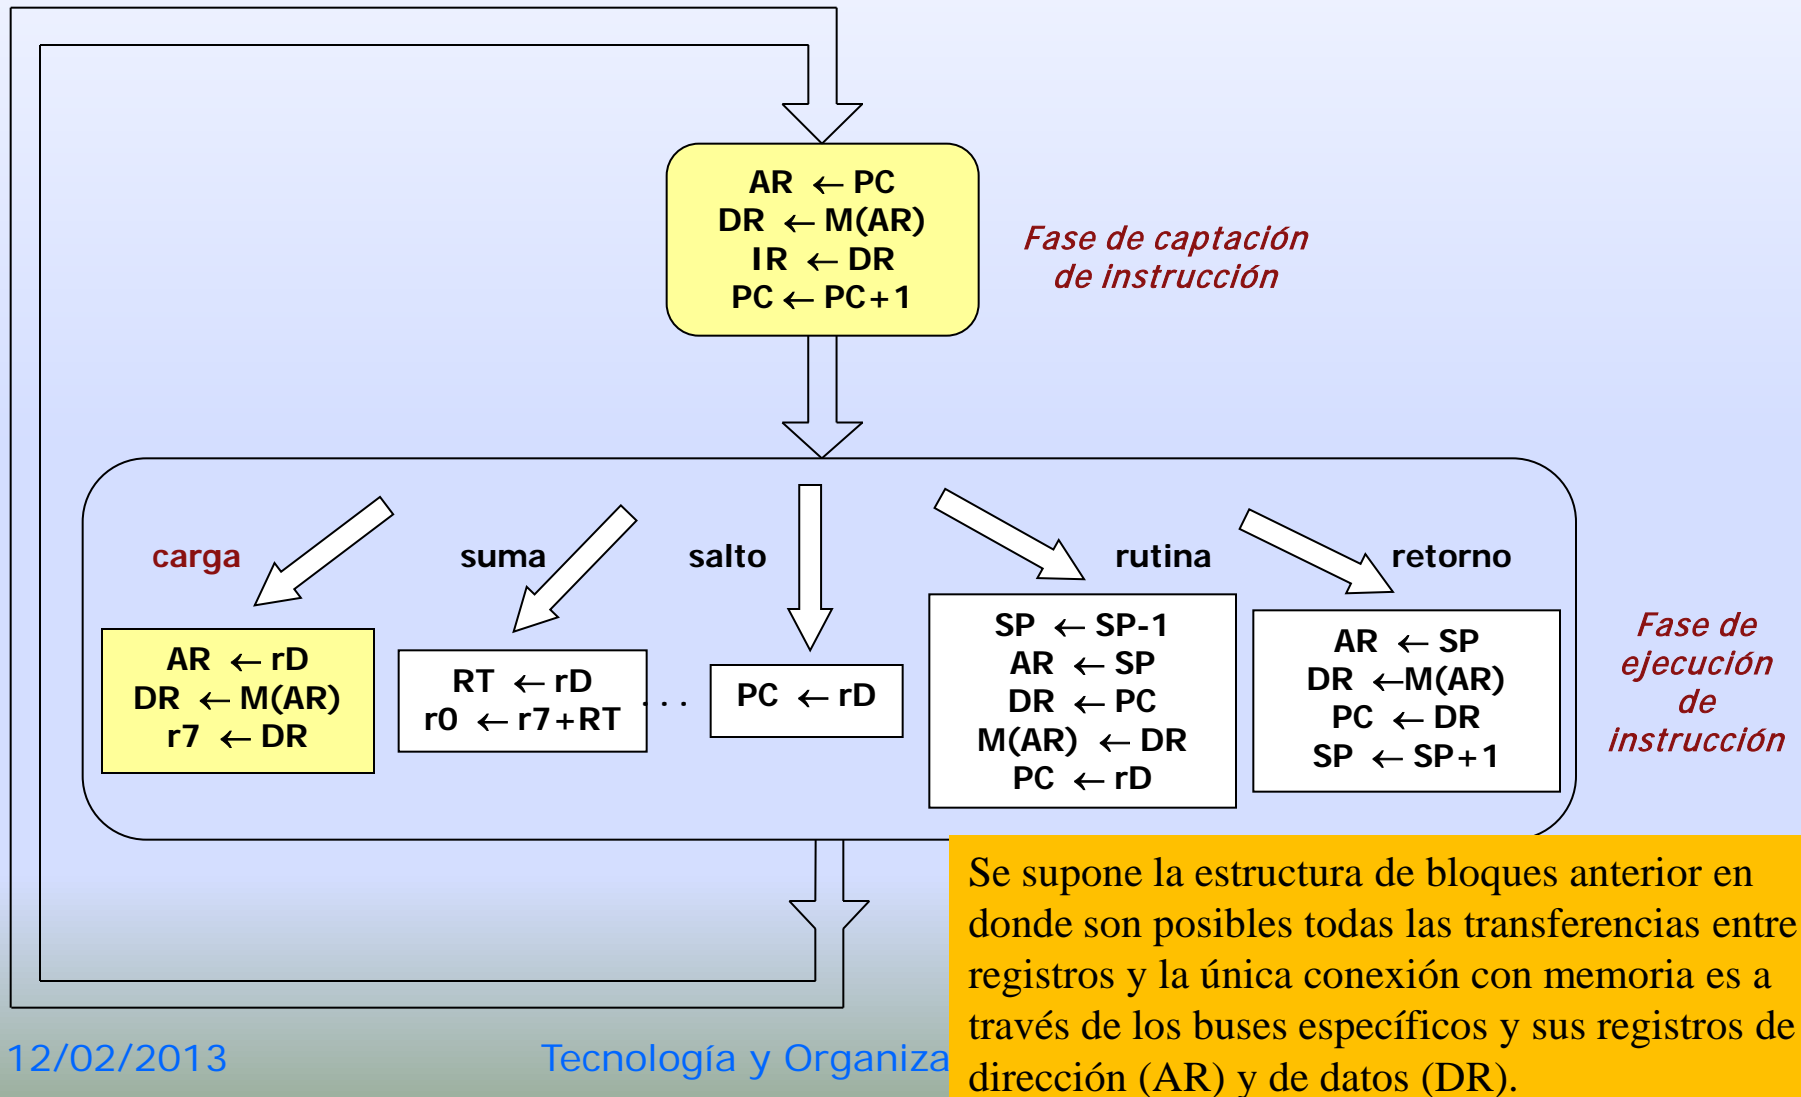 AR ← PC
DR ← M(AR)
IR ← DR
PC ← PC+1
Fase de captación
de instrucción
carga
suma
salto
rutina
retorno
AR ← rD
DR ← M(AR)
r7 ← DR
RT ← rD
r0 ← r7+RT
...
PC ← rD
SP ← SP-1
AR ← SP
DR ← PC
M(AR) ← DR
PC ← rD
AR ← SP
DR ←M(AR)
PC ← DR
SP ← SP+1
Fase de
ejecución
de
instrucción
Se supone la estructura de bloques anterior en
donde son posibles todas las transferencias entre
registros y la única conexión con memoria es a
través de los buses específicos y sus registros de
dirección (AR) y de datos (DR).
12/02/2013
Tecnología y Organiza